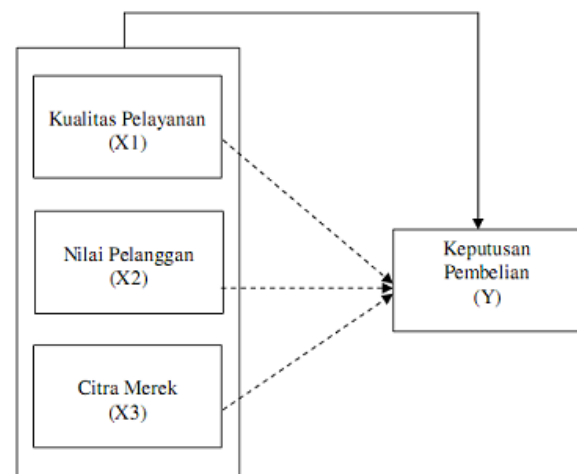 Kualitas Pelayanan
(X1)
Nilai Pelanggan
(X2)
Citra Merek
(X3)
Keputusan
Pembelian
(Y)